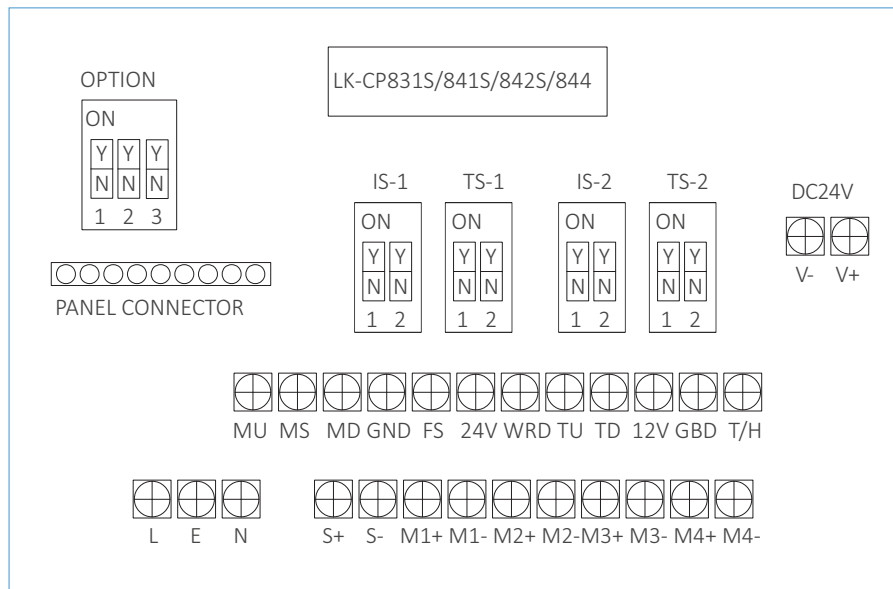 LK-CP831S/841S/842S/844
OPTION
ON
Y Y Y
N N N
1 2 3
PANEL CONNECTOR
IS-1 TS-1 IS-2 TS-2
ON ON ON ON
Y Y Y Y Y Y Y Y
N N N N N N N N
1 2 1 2 1 2 1 2
DC24V
V- V+
MU MS MD GND FS 24V WRD TU TD 12V GBD T/H
L E N S+ S- M1+ M1- M2+ M2- M3+ M3- M4+ M4-